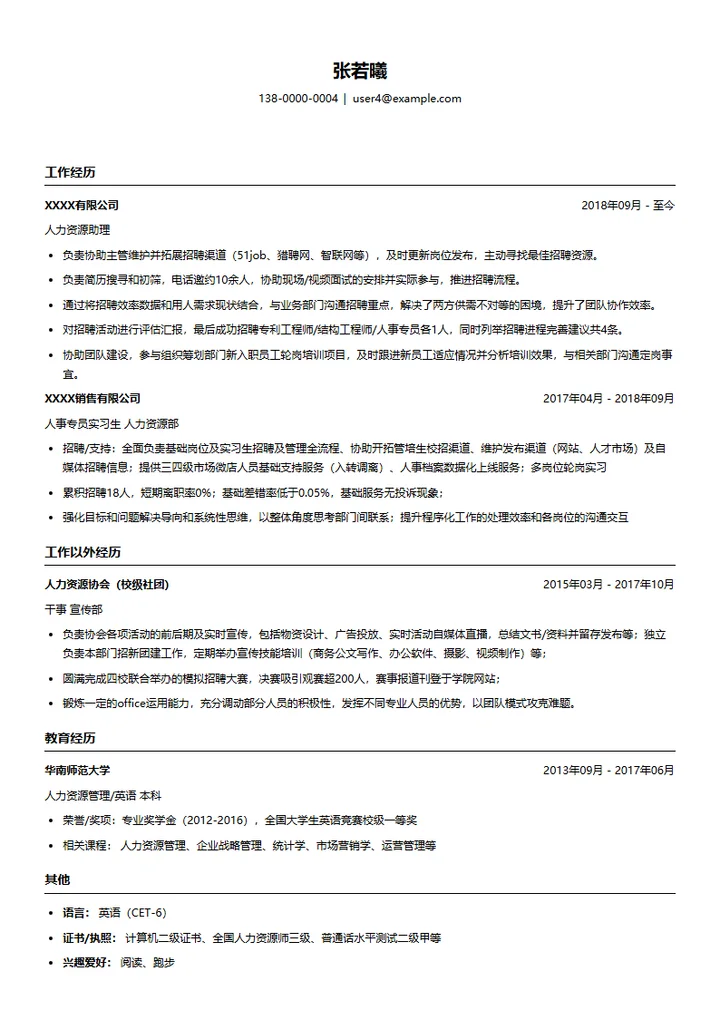 张若曦
138-0000-0004 | user4@example.com
工作经历
XXXX有限公司 2018年09月 - 至今
人力资源助理
• 负责协助主管维护并拓展招聘渠道（51job、猎聘网、智联网等），及时更新岗位发布，主动寻找最佳招聘资源。
• 负责简历搜寻和初筛，电话邀约10余人，协助现场/视频面试的安排并实际参与，推进招聘流程。
• 通过将招聘效率数据和用人需求现状结合，与业务部门沟通招聘重点，解决了两方供需不对等的困境，提升了团队协作效率。
• 对招聘活动进行评估汇报，最后成功招聘专利工程师/结构工程师/人事专员各1人，同时列举招聘进程完善建议共4条。
• 协助团队建设，参与组织筹划部门新入职员工轮岗培训项目，及时跟进新员工适应情况并分析培训效果，与相关部门沟通定岗事
宜。
XXXX销售有限公司 2017年04月 - 2018年09月
人事专员实习生 人力资源部
• 招聘/支持：全面负责基础岗位及实习生招聘及管理全流程、协助开拓管培生校招渠道、维护发布渠道（网站、人才市场）及自
媒体招聘信息；提供三四级市场微店人员基础支持服务（入转调离）、人事档案数据化上线服务；多岗位轮岗实习
• 累积招聘18人，短期离职率0%；基础差错率低于0.05%，基础服务无投诉现象；
• 强化目标和问题解决导向和系统性思维，以整体角度思考部门间联系；提升程序化工作的处理效率和各岗位的沟通交互
工作以外经历
人力资源协会（校级社团） 2015年03月 - 2017年10月
干事 宣传部
• 负责协会各项活动的前后期及实时宣传，包括物资设计、广告投放、实时活动自媒体直播，总结文书/资料并留存发布等；独立
负责本部门招新团建工作，定期举办宣传技能培训（商务公文写作、办公软件、摄影、视频制作）等；
• 圆满完成四校联合举办的模拟招聘大赛，决赛吸引观赛超200人，赛事报道刊登于学院网站；
• 锻炼一定的office运用能力，充分调动部分人员的积极性，发挥不同专业人员的优势，以团队模式攻克难题。
教育经历
华南师范大学 2013年09月 - 2017年06月
人力资源管理/英语 本科
• 荣誉/奖项：专业奖学金（2012-2016），全国大学生英语竞赛校级一等奖
• 相关课程： 人力资源管理、企业战略管理、统计学、市场营销学、运营管理等
其他
• 语言： 英语（CET-6）
• 证书/执照： 计算机二级证书、全国人力资源师三级、普通话水平测试二级甲等
• 兴趣爱好： 阅读、跑步